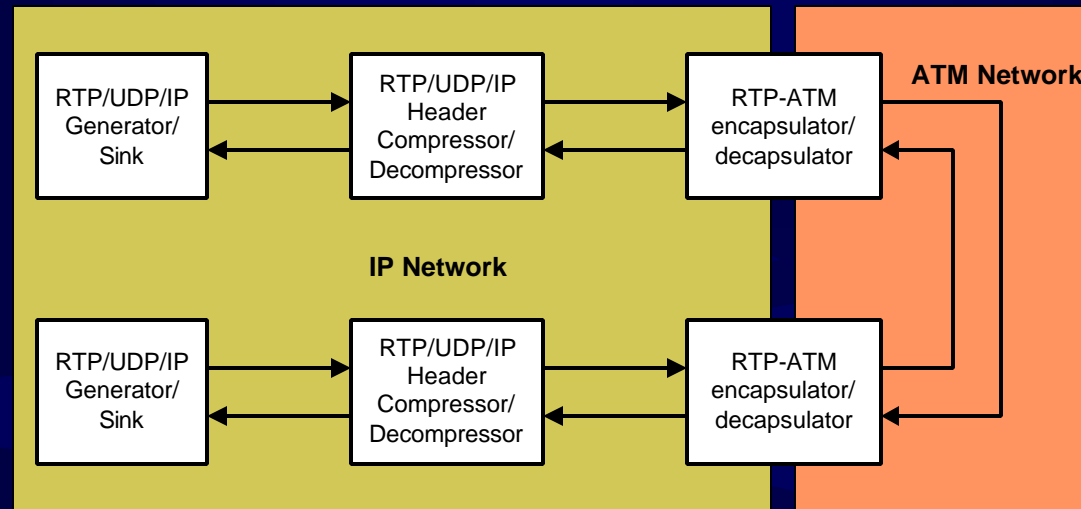 RTP/UDP/IP
Generator/
Sink
RTP/UDP/IP
Header
Compressor/
Decompressor
RTP-ATM
encapsulator/
decapsulator
ATM Network
IP Network
RTP/UDP/IP
Generator/
Sink
RTP/UDP/IP
Header
Compressor/
Decompressor
RTP-ATM
encapsulator/
decapsulator